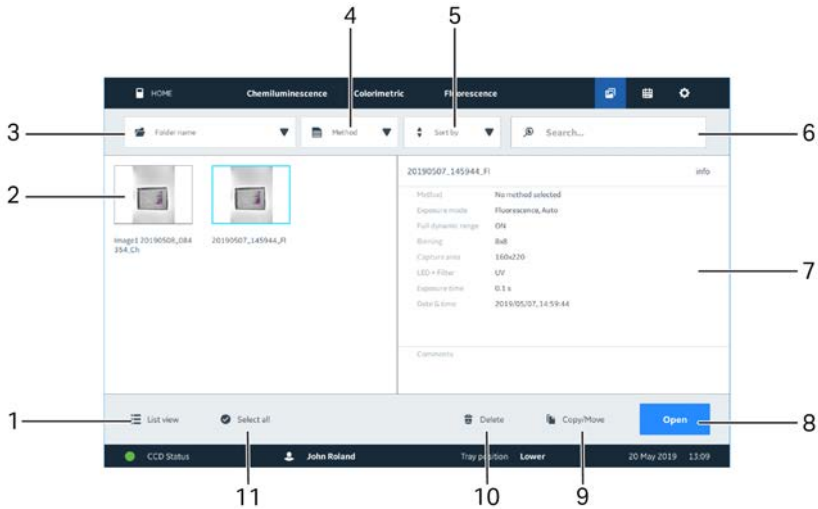 4
5
HOME Chemiluminescence Colorimetric Fluorescence
3
Folder name Method Sort by Search...
6
20190507_145944_Fl info
2
Method No method selected
Exposure mode Fluorescence, Auto
Full dynamic range ON
Image1 20190508_084 20190507_145944_Fl
354_Ch
Binning 8x8
Capture area 160x220
7
LED + Filter UV
Exposure time 0.1 s
Date & time 2019/05/07, 14:59:44
Comments
1
List view Select all Delete Copy/Move Open
8
CCD Status John Roland Tray position Lower 20 May 2019 13:09
11
10
9